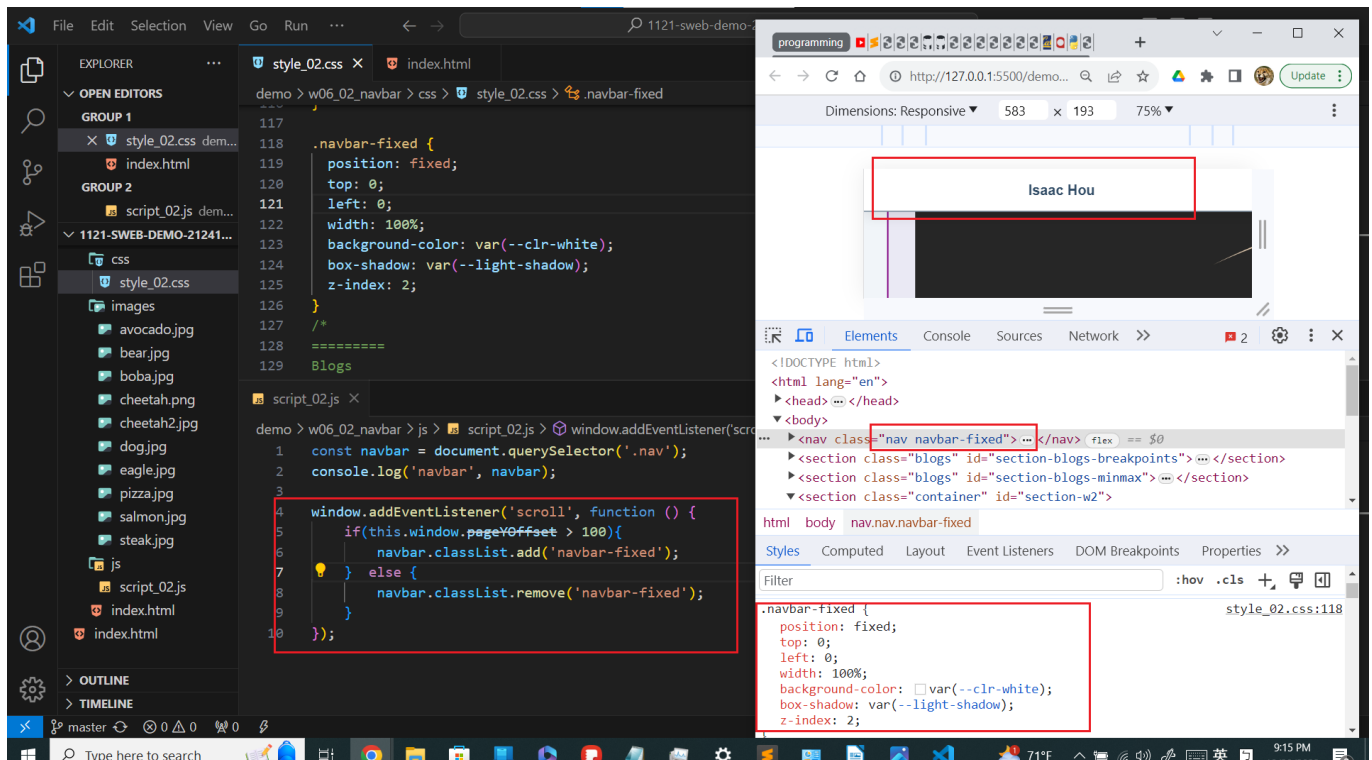 File Edit Selection View Go Run ··· ← → 1121-sweb-demo-2
EXPLORER ···
OPEN EDITORS
GROUP 1
style_02.css dem...
index.html
GROUP 2
script_02.js dem...
1121-SWEB-DEMO-21241...
css
style_02.css
images
avocado.jpg
bear.jpg
boba.jpg
cheetah.png
cheetah2.jpg
dog.jpg
eagle.jpg
pizza.jpg
salmon.jpg
steak.jpg
js
script_02.js
index.html
index.html
OUTLINE
TIMELINE
style_02.css index.html
demo > w06_02_navbar > css > style_02.css > .navbar-fixed
116 }
117
118 .navbar-fixed {
119 position: fixed;
120 top: 0;
121 left: 0;
122 width: 100%;
123 background-color: var(--clr-white);
124 box-shadow: var(--light-shadow);
125 z-index: 2;
126 }
127 /*
128 =========
129 Blogs
script_02.js
demo > w06_02_navbar > js > script_02.js > window.addEventListener('scro
1 const navbar = document.querySelector('.nav');
2 console.log('navbar', navbar);
3
4 window.addEventListener('scroll', function () {
5 if(this.window.pageYOffset > 100){
6 navbar.classList.add('navbar-fixed');
7 } else {
8 navbar.classList.remove('navbar-fixed');
9 }
10 });
programming
http://127.0.0.1:5500/demo... Update
Dimensions: Responsive 583 × 193 75%
Isaac Hou
Elements Console Sources Network 2
<!DOCTYPE html>
<html lang="en">
<head> ··· </head>
<body>
··· <nav class="nav navbar-fixed"> ··· </nav> flex == $0
<section class="blogs" id="section-blogs-breakpoints"> ··· </section>
<section class="blogs" id="section-blogs-minmax"> ··· </section>
<section class="container" id="section-w2">
html body nav.nav.navbar-fixed
Styles Computed Layout Event Listeners DOM Breakpoints Properties
Filter :hov .cls
.navbar-fixed { style_02.css:118
position: fixed;
top: 0;
left: 0;
width: 100%;
background-color: var(--clr-white);
box-shadow: var(--light-shadow);
z-index: 2;
master 0 0 0
Type here to search 71°F 英 9:15 PM